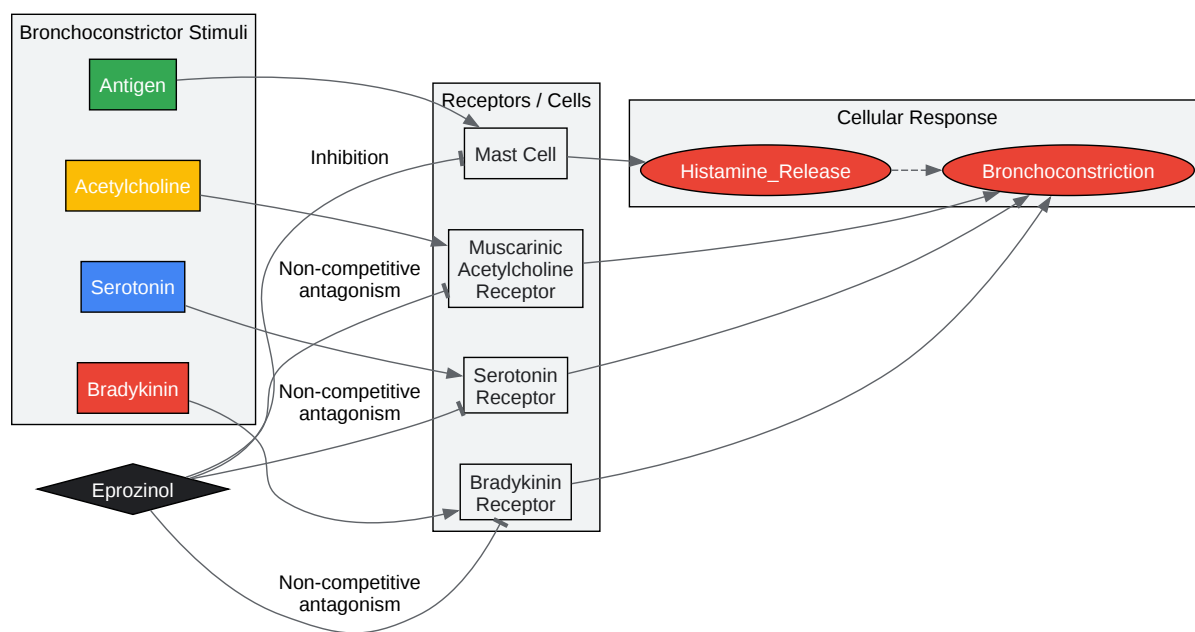 Bronchoconstrictor Stimuli
Antigen
Acetylcholine
Serotonin
Bradykinin
Eprozinol
Inhibition
Non-competitive
antagonism
Non-competitive
antagonism
Non-competitive
antagonism
Receptors / Cells
Mast Cell
Muscarinic
Acetylcholine
Receptor
Serotonin
Receptor
Bradykinin
Receptor
Cellular Response
Histamine_Release
Bronchoconstriction